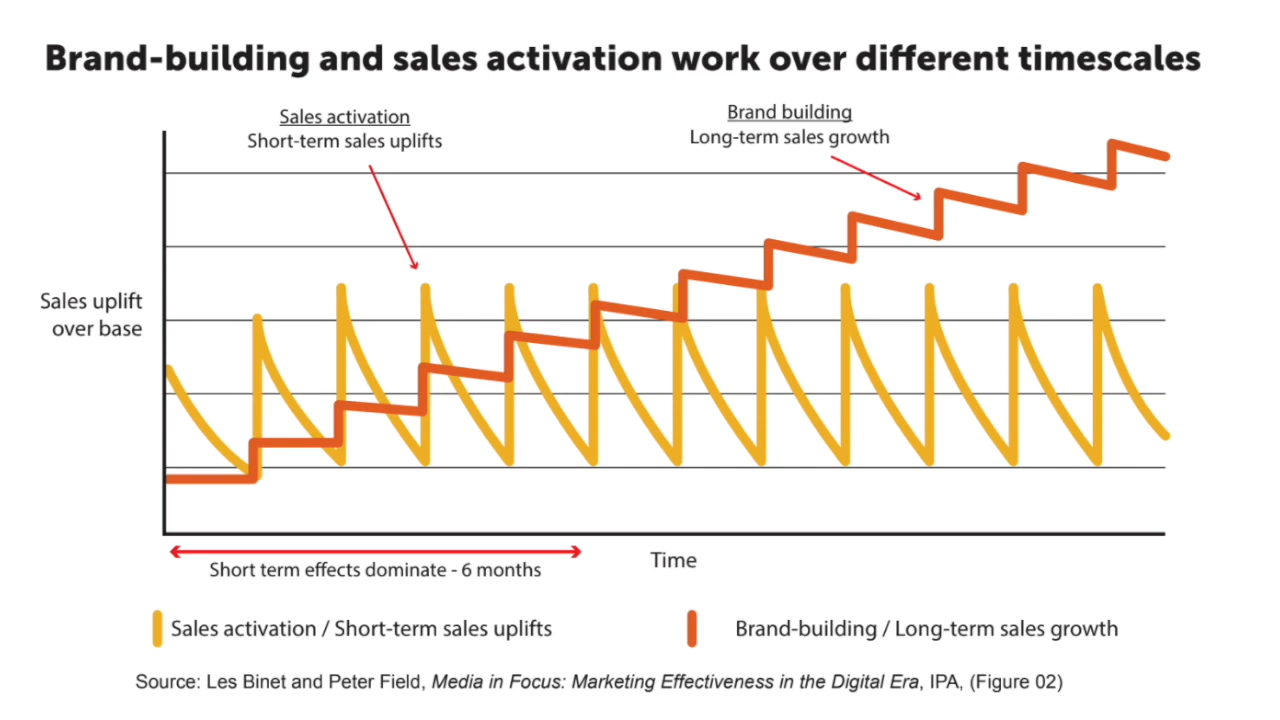 Brand-building and sales activation work over different timescales
Sales activation
Short-term sales uplifts
Brand building
Long-term sales growth
Sales uplift
over base
Short term effects dominate - 6 months
Time
Sales activation / Short-term sales uplifts
Brand-building / Long-term sales growth
Source: Les Binet and Peter Field, Media in Focus: Marketing Effectiveness in the Digital Era, IPA, (Figure 02)